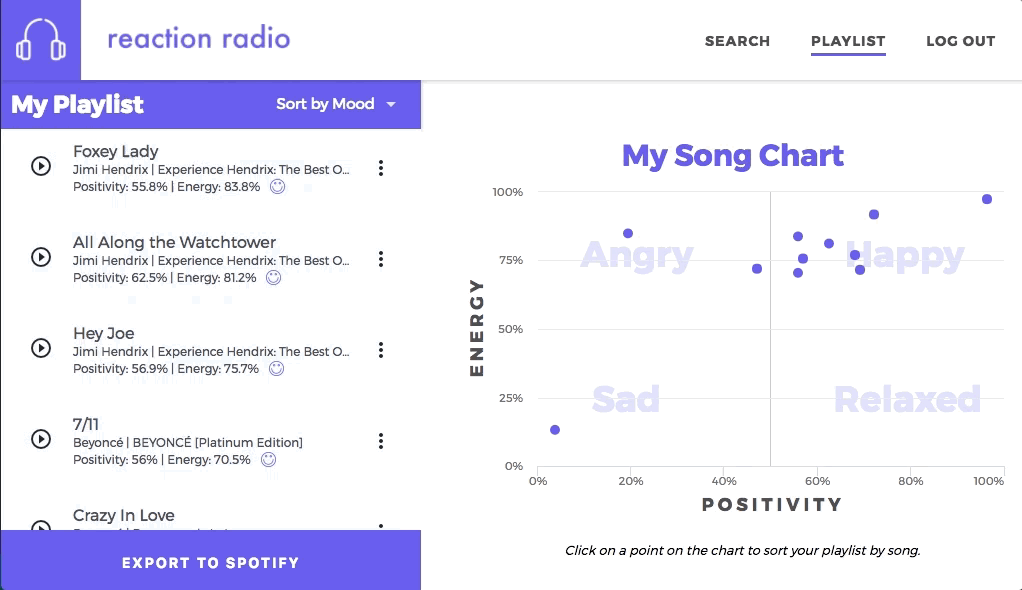 reaction radio
SEARCH
PLAYLIST
LOG OUT
My Playlist
Sort by Mood
Foxey Lady
Jimi Hendrix | Experience Hendrix: The Best O...
Positivity: 55.8% | Energy: 83.8%
All Along the Watchtower
Jimi Hendrix | Experience Hendrix: The Best O...
Positivity: 62.5% | Energy: 81.2%
Hey Joe
Jimi Hendrix | Experience Hendrix: The Best O...
Positivity: 56.9% | Energy: 75.7%
7/11
Beyoncé | BEYONCÉ [Platinum Edition]
Positivity: 56% | Energy: 70.5%
Crazy In Love
EXPORT TO SPOTIFY
My Song Chart
100%
75%
50%
25%
0%
ENERGY
Angry
Happy
Sad
Relaxed
0%
20%
40%
60%
80%
100%
POSITIVITY
Click on a point on the chart to sort your playlist by song.